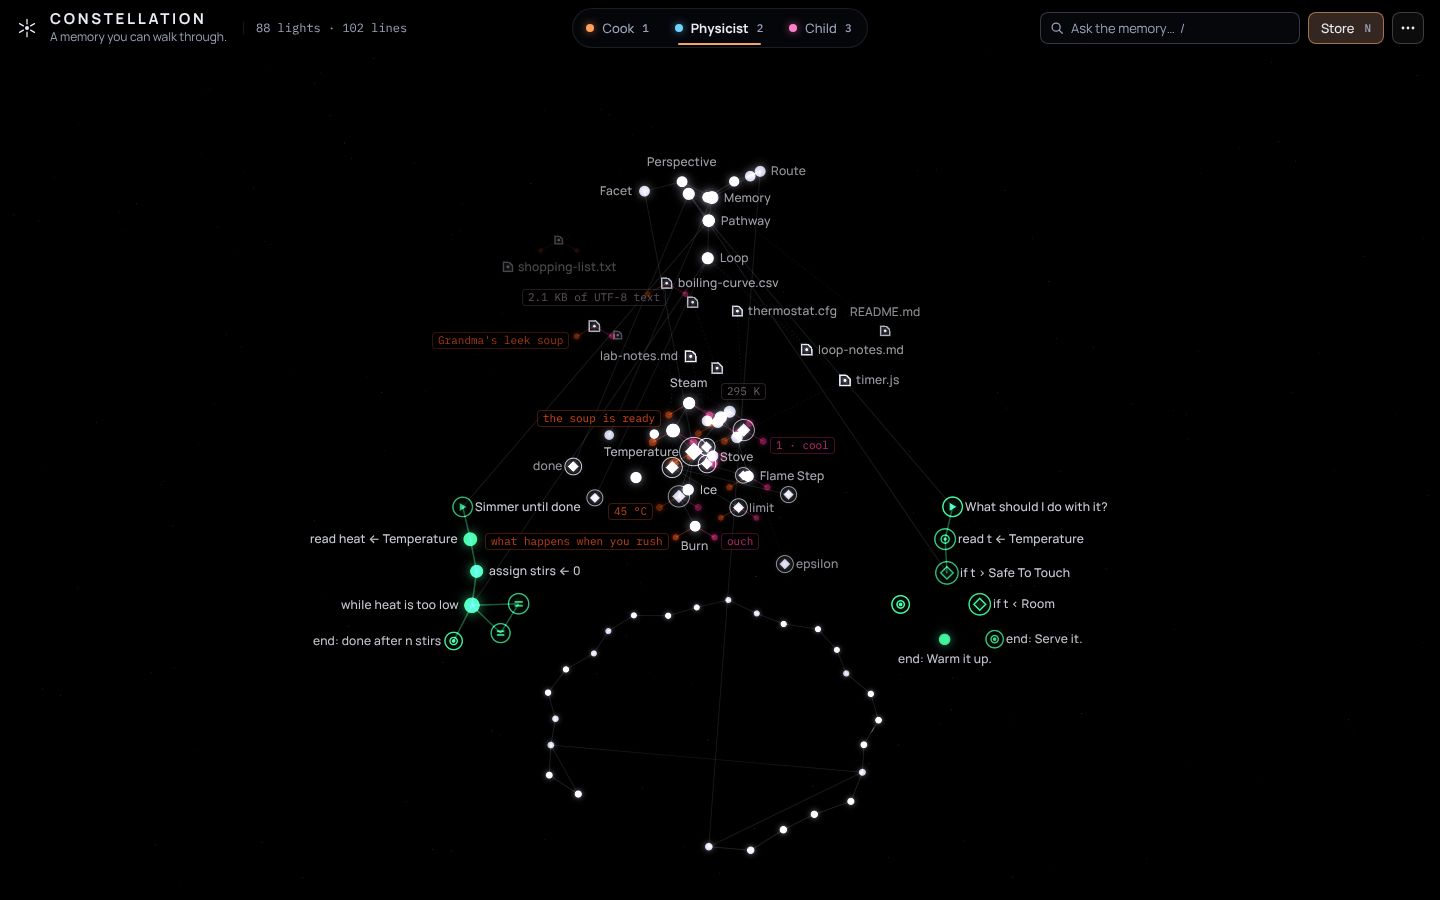 CONSTELLATION
A memory you can walk through.
88 lights · 102 lines
Cook 1
Physicist 2
Child 3
Ask the memory... /
Store N
Perspective
Route
Facet
Memory
Pathway
Loop
shopping-list.txt
boiling-curve.csv
2.1 KB of UTF-8 text
thermostat.cfg
README.md
Grandma's leek soup
loop-notes.md
lab-notes.md
timer.js
Steam
295 K
the soup is ready
1 · cool
Temperature
Stove
done
Flame Step
Ice
Simmer until done
45 °C
limit
What should I do with it?
read heat ← Temperature
what happens when you rush
Burn
ouch
read t ← Temperature
assign stirs ← 0
epsilon
if t > Safe To Touch
while heat is too low
if t < Room
end: done after n stirs
end: Serve it.
end: Warm it up.